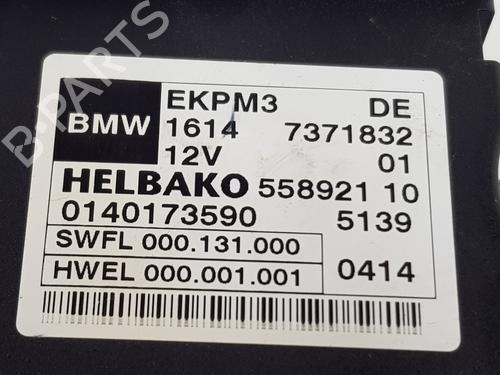 B-PARTS
BMW
EKPM3 DE
1614 7371832
12V 01
HELBAKO 558921 10
0140173590 5139
SWFL 000.131.000
HWEL 000.001.001 0414